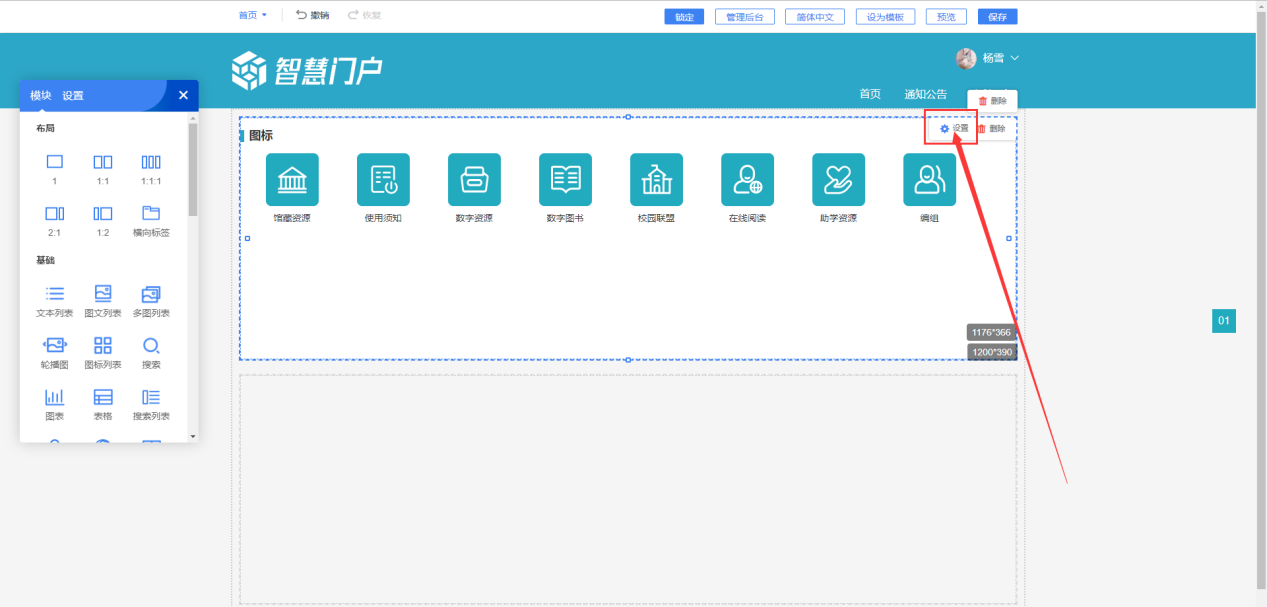 首页 撤销 恢复 锁定 管理后台 简体中文 设为模板 预览 保存
智慧门户
杨雪
首页 通知公告
模块 设置
布局
1 1:1 1:1:1
2:1 1:2 横向标签
基础
文本列表 图文列表 多图列表
轮播图 图标列表 搜索
图表 表格 搜索列表
删除
设置 删除
图标
馆藏资源 使用须知 数字资源 数字图书 校园联盟 在线阅读 助学资源 编组
1176*366
1200*390
01